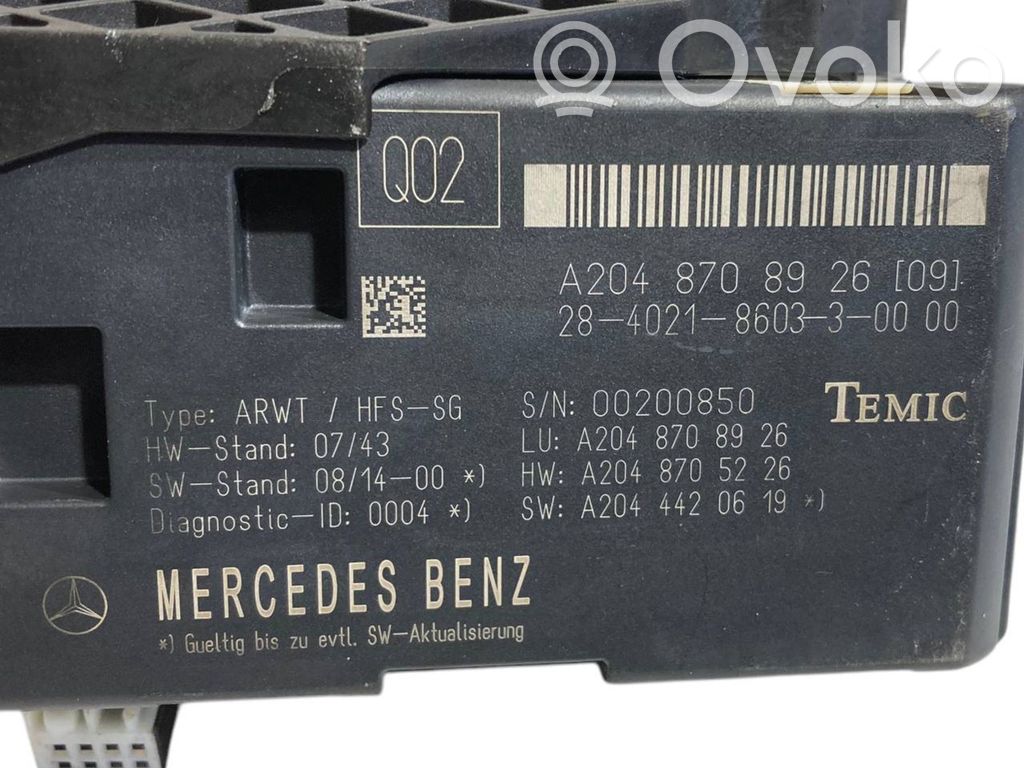 Ovoko
Q02
A204 870 89 26 [09]
28-4021-8603-3-00 00
Type: ARWT / HFS-SG
HW-Stand: 07/43
SW-Stand: 08/14-00 *)
Diagnostic-ID: 0004 *)
S/N: 00200850
LU: A204 870 89 26
HW: A204 870 52 26
SW: A204 442 06 19 *)
TEMIC
MERCEDES BENZ
*) Gueltig bis zu evtl. SW-Aktualisierung